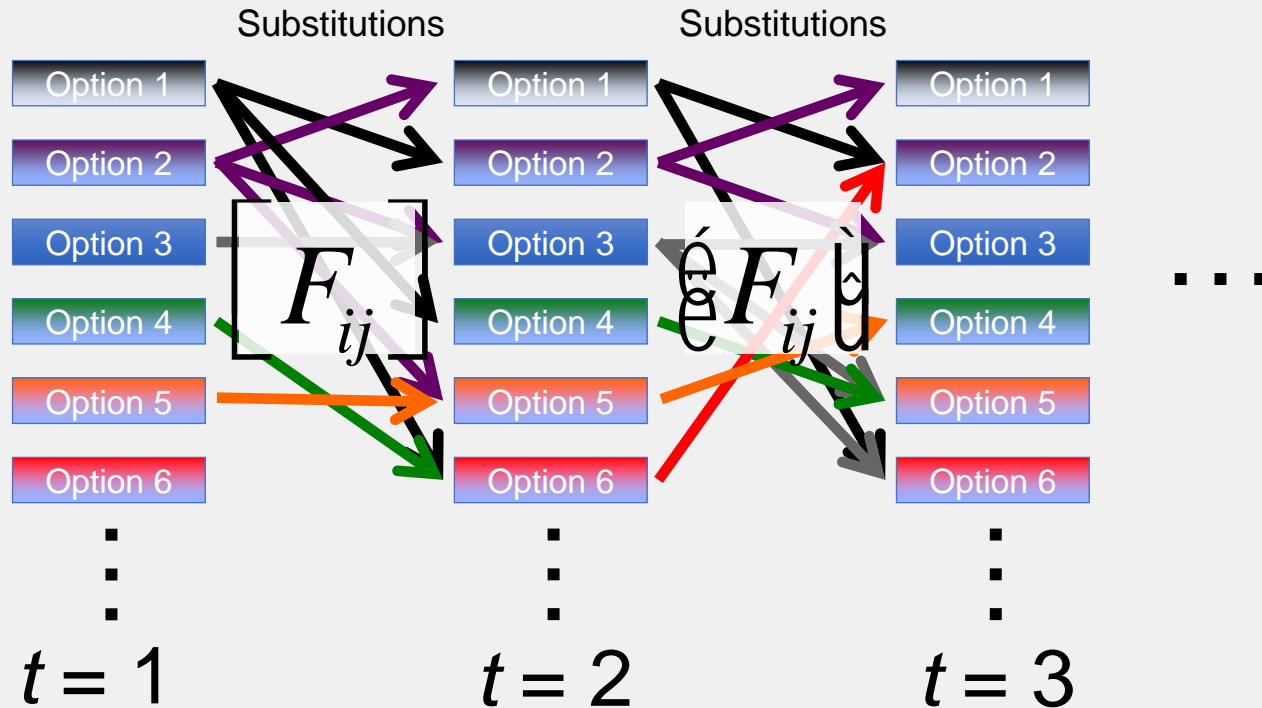 Substitutions Substitutions
Option 1 Option 1 Option 1
Option 2 Option 2 Option 2
Option 3 Option 3 Option 3
[F_ij] é ê ë F_ij ù ú û
Option 4 Option 4 Option 4
Option 5 Option 5 Option 5
Option 6 Option 6 Option 6
⋮ ⋮ ⋮
...
t = 1 t = 2 t = 3